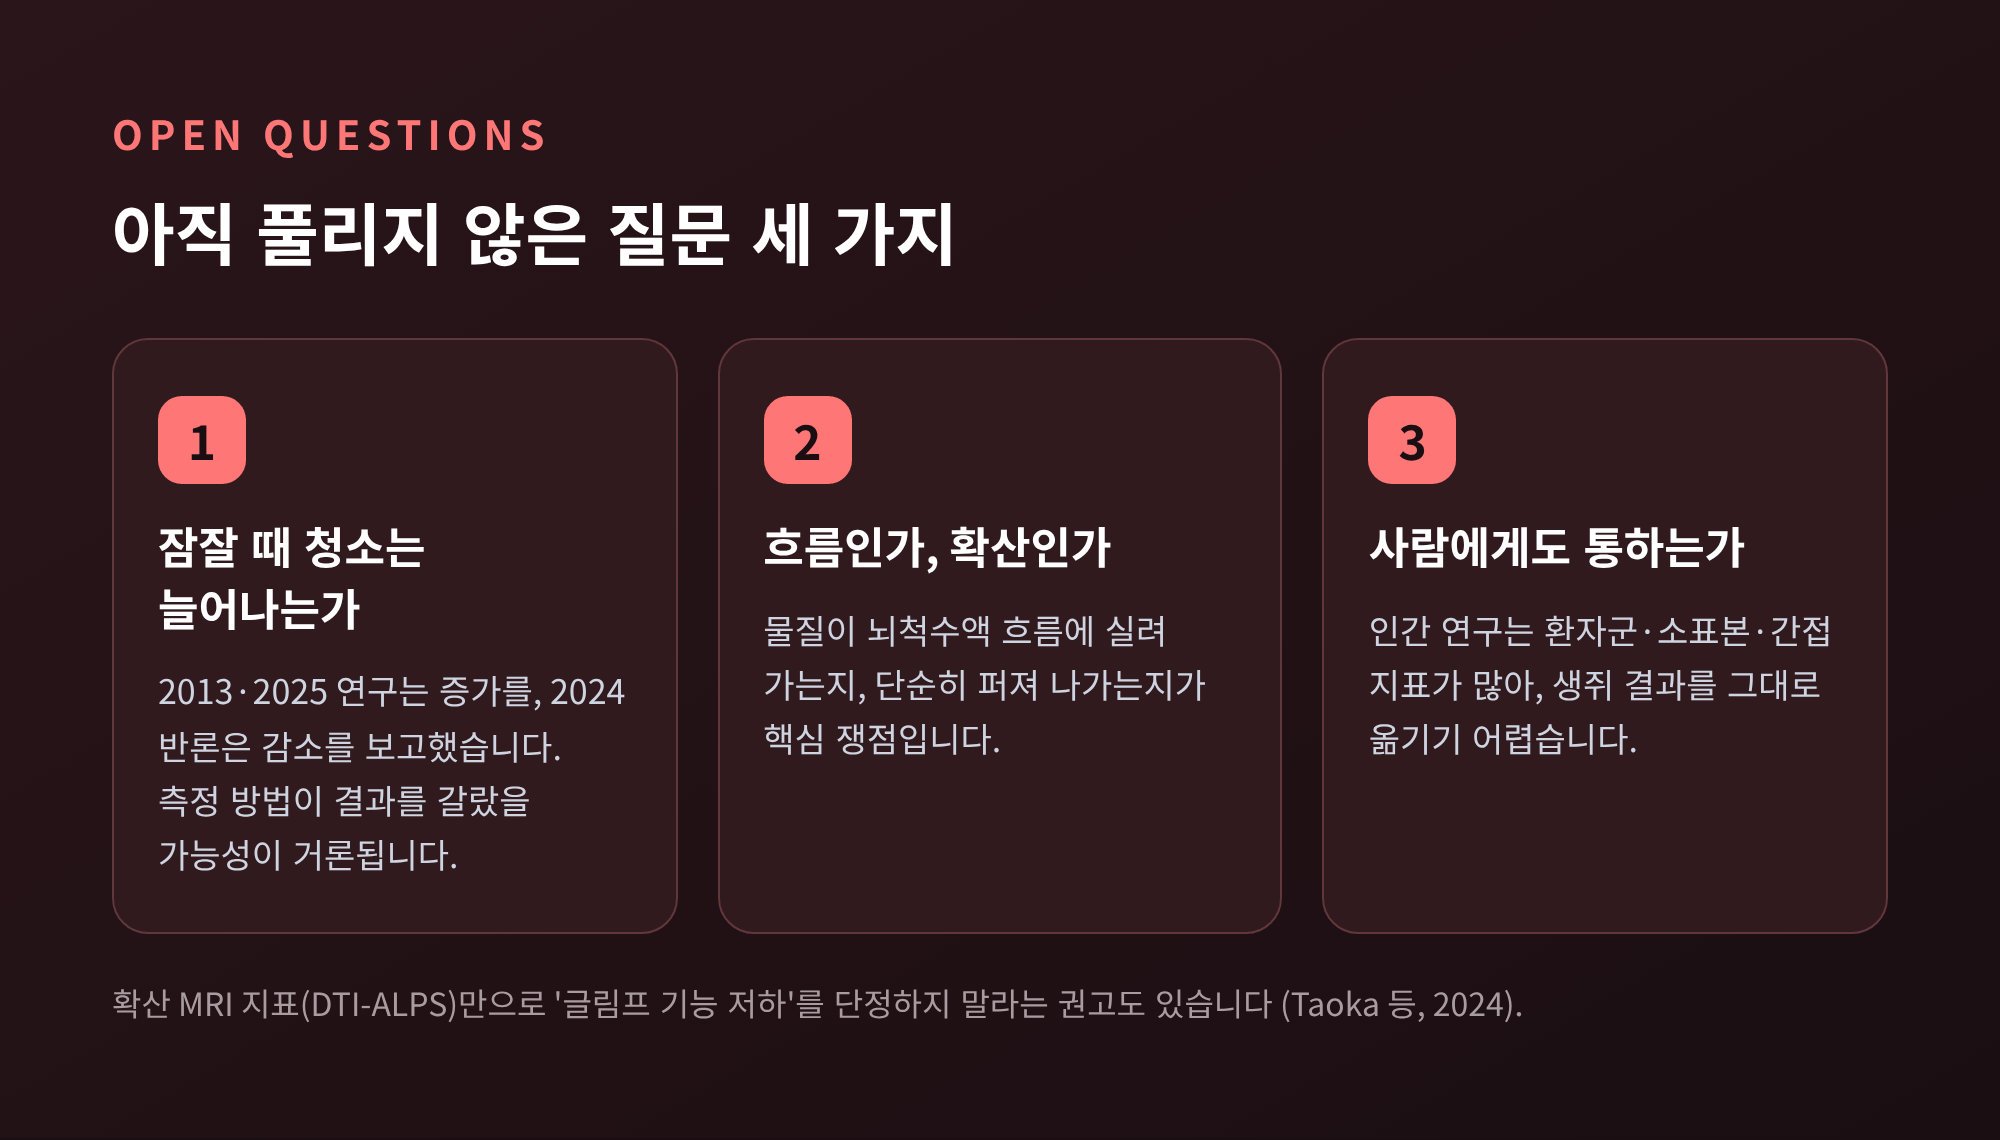 OPEN QUESTIONS
아직 풀리지 않은 질문 세 가지
1
잠잘 때 청소는
늘어나는가
2013·2025 연구는 증가를, 2024
반론은 감소를 보고했습니다.
측정 방법이 결과를 갈랐을
가능성이 거론됩니다.
2
흐름인가, 확산인가
물질이 뇌척수액 흐름에 실려
가는지, 단순히 퍼져 나가는지가
핵심 쟁점입니다.
3
사람에게도 통하는가
인간 연구는 환자군·소표본·간접
지표가 많아, 생쥐 결과를 그대로
옮기기 어렵습니다.
확산 MRI 지표(DTI-ALPS)만으로 '글림프 기능 저하'를 단정하지 말라는 권고도 있습니다 (Taoka 등, 2024).